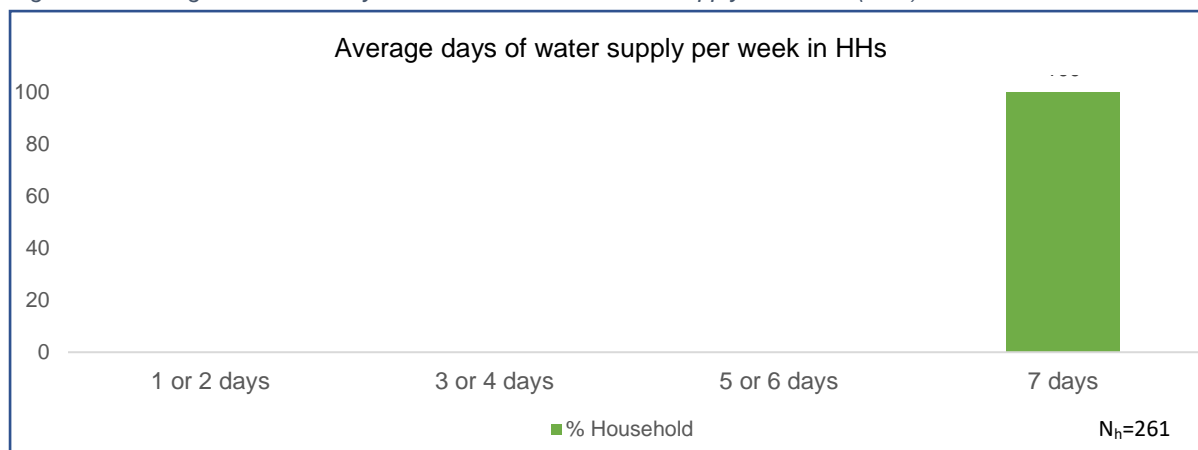 Average days of water supply per week in HHs
100
80
60
40
20
0
1 or 2 days
3 or 4 days
5 or 6 days
7 days
% Household
Nₕ=261